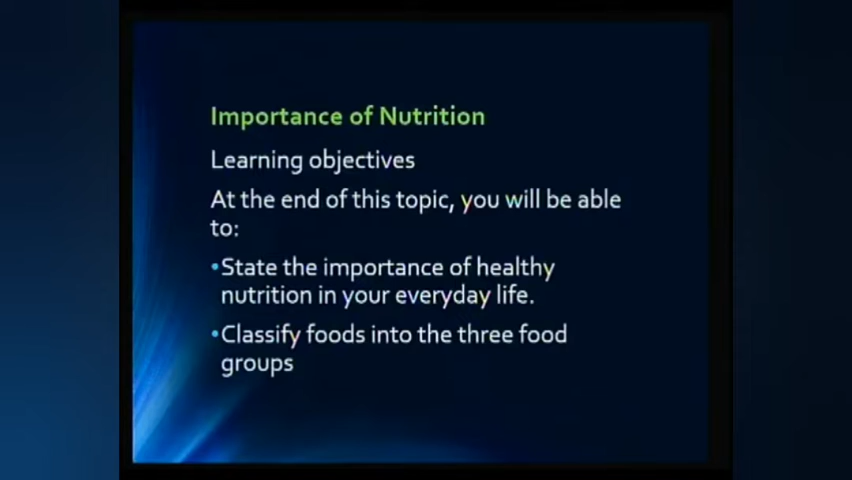 Importance of Nutrition
Learning objectives
At the end of this topic, you will be able
to:
•State the importance of healthy
nutrition in your everyday life.
•Classify foods into the three food
groups